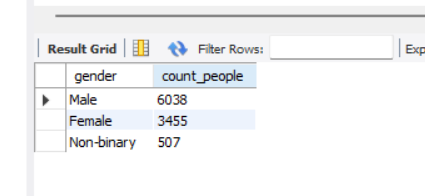 Result Grid Filter Rows: Exp
gender count_people
Male 6038
Female 3455
Non-binary 507